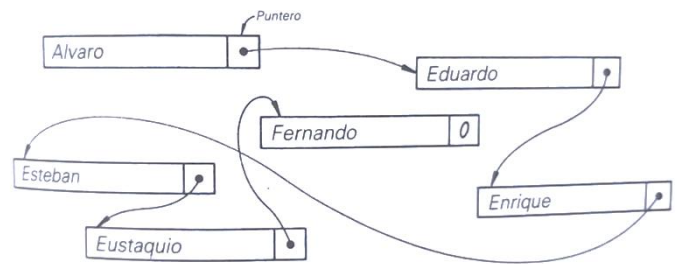 Puntero
Alvaro
Eduardo
Fernando 0
Esteban
Enrique
Eustaquio